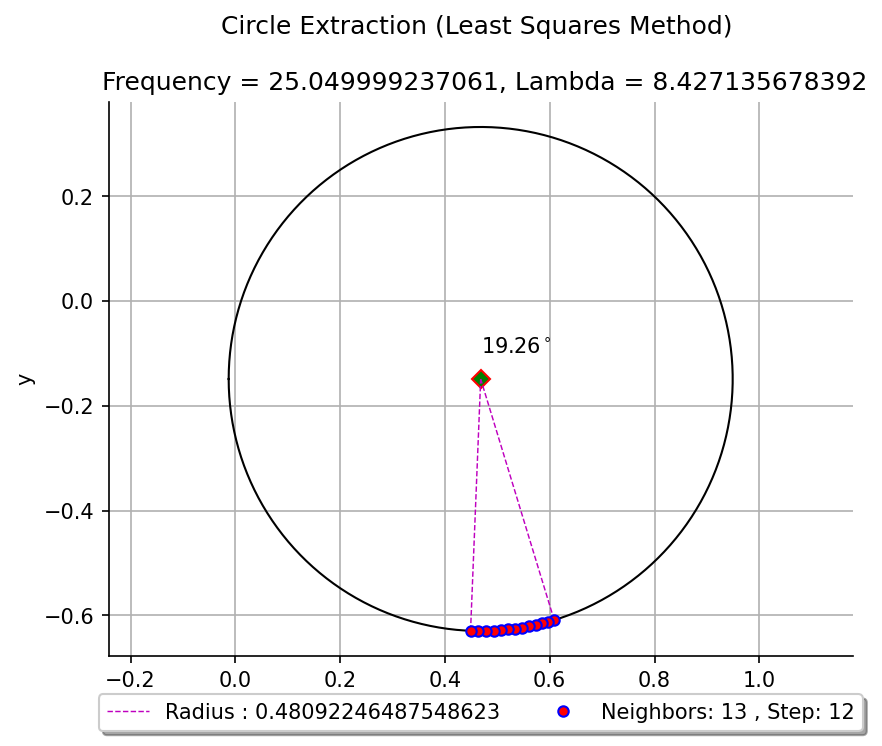 Circle Extraction (Least Squares Method)
Frequency = 25.049999237061, Lambda = 8.427135678392
0.2
0.0
−0.2
−0.4
−0.6
y
19.26°
−0.2 0.0 0.2 0.4 0.6 0.8 1.0
Radius : 0.48092246487548623 Neighbors: 13 , Step: 12